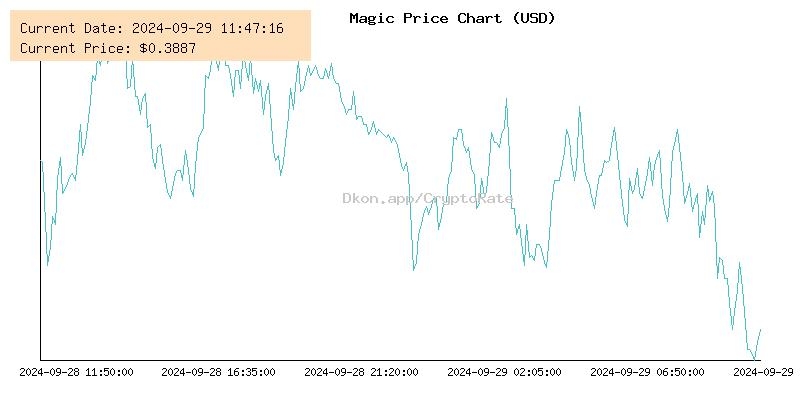 Magic Price Chart (USD)
Current Date: 2024-09-29 11:47:16
Current Price: $0.3887
Dkon.app/CryptoRate
2024-09-28 11:50:00 2024-09-28 16:35:00 2024-09-28 21:20:00 2024-09-29 02:05:00 2024-09-29 06:50:00 2024-09-29